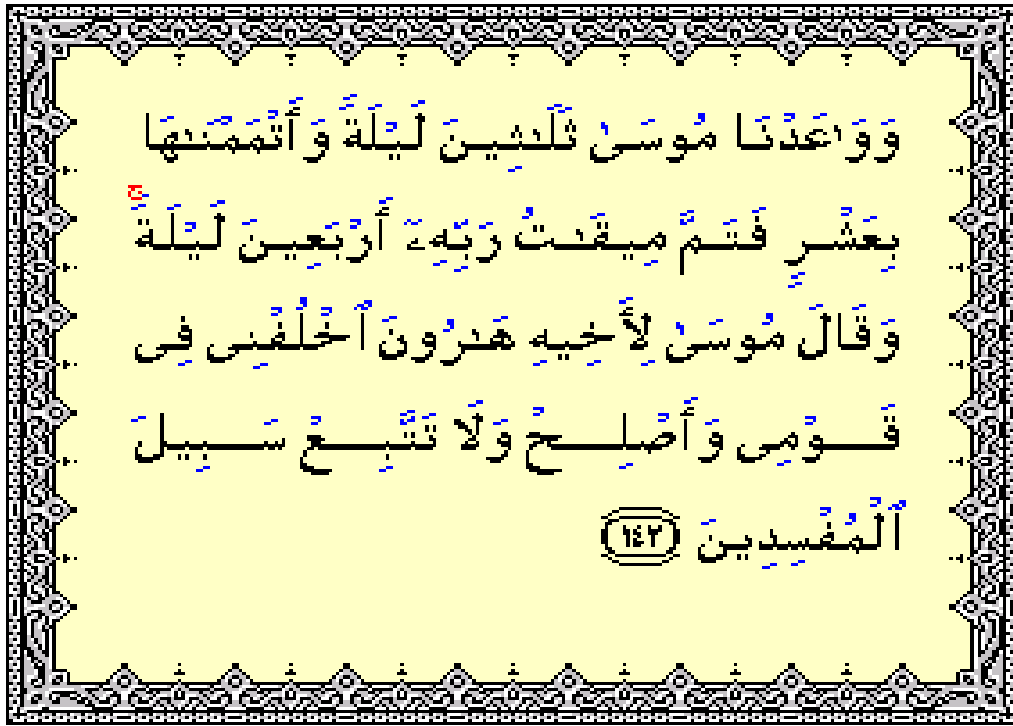 وَوَٰعَدْنَا مُوسَىٰ ثَلَٰثِينَ لَيْلَةً وَأَتْمَمْنَٰهَا
بِعَشْرٍ فَتَمَّ مِيقَٰتُ رَبِّهِۦٓ أَرْبَعِينَ لَيْلَةً ۚ
وَقَالَ مُوسَىٰ لِأَخِيهِ هَٰرُونَ ٱخْلُفْنِى فِى
قَوْمِى وَأَصْلِحْ وَلَا تَتَّبِعْ سَبِيلَ
ٱلْمُفْسِدِينَ ١٤٢